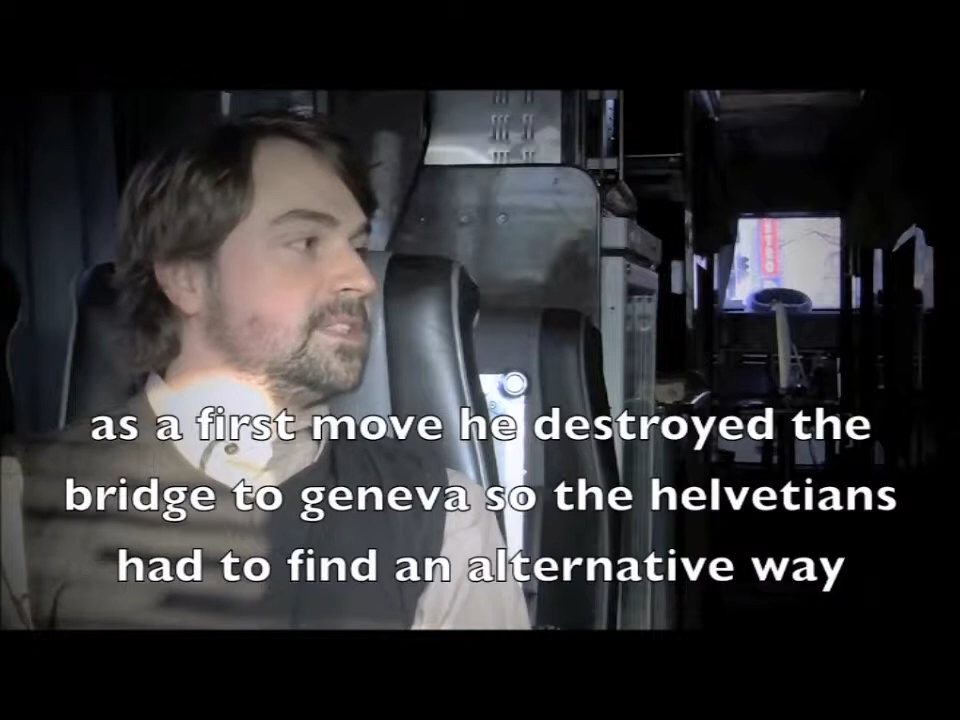 as a first move he destroyed the
bridge to geneva so the helvetians
had to find an alternative way